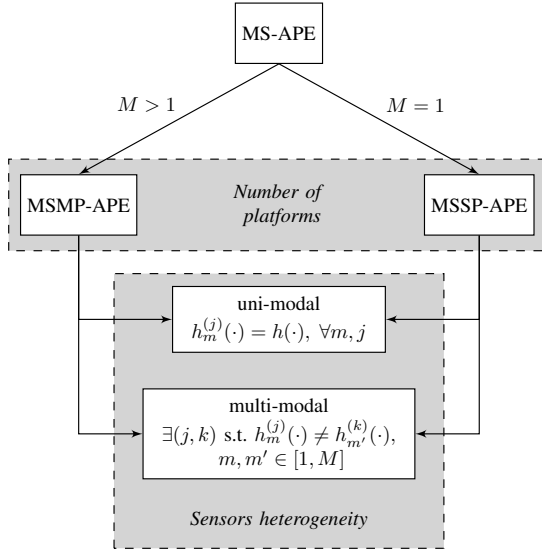 MS-APE
M > 1
M = 1
MSMP-APE
Number of
platforms
MSSP-APE
uni-modal
h_m^{(j)}(·) = h(·), ∀m, j
multi-modal
∃(j, k) s.t. h_m^{(j)}(·) ≠ h_{m'}^{(k)}(·),
m, m' ∈ [1, M]
Sensors heterogeneity